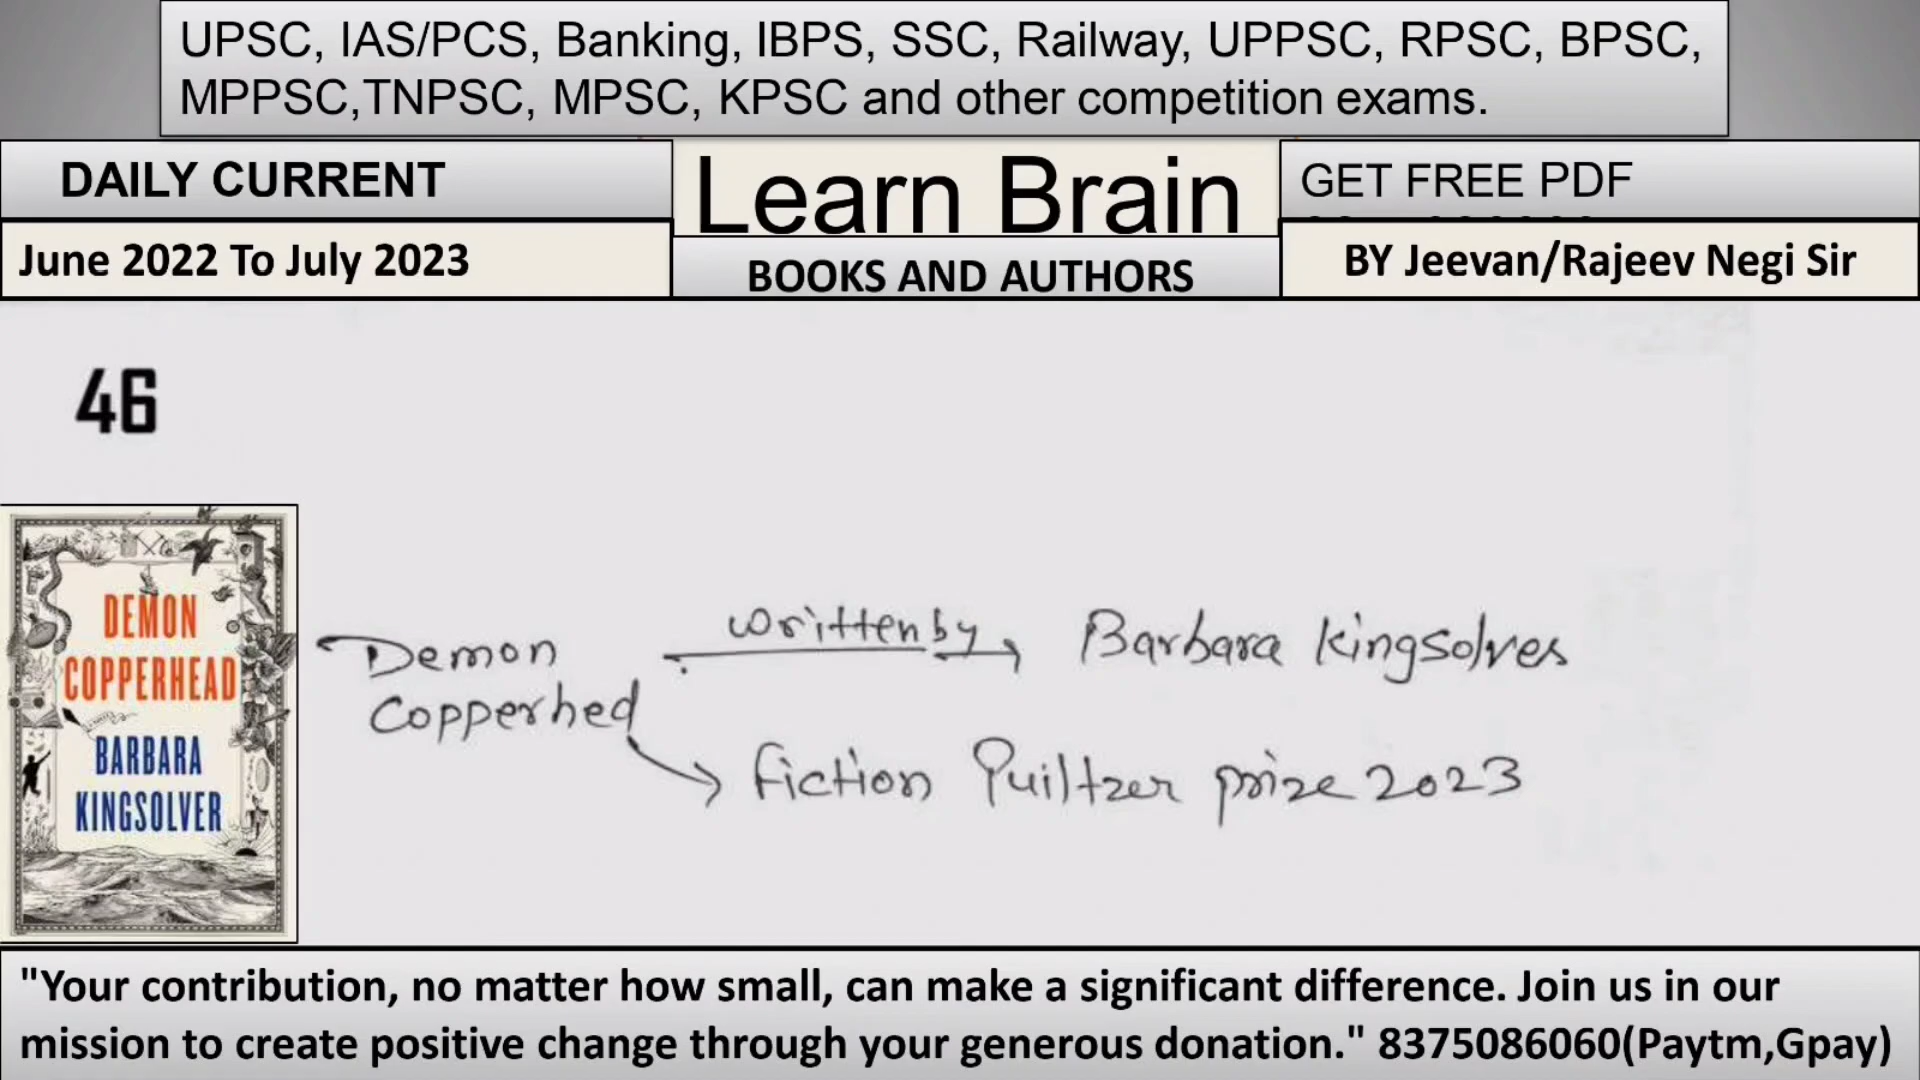 UPSC, IAS/PCS, Banking, IBPS, SSC, Railway, UPPSC, RPSC, BPSC,
MPPSC,TNPSC, MPSC, KPSC and other competition exams.
DAILY CURRENT
Learn Brain
GET FREE PDF
June 2022 To July 2023
BOOKS AND AUTHORS
BY Jeevan/Rajeev Negi Sir
46
DEMON
COPPERHEAD
BARBARA
KINGSOLVER
Demon
Copperhed
written by
Barbara Kingsolver
fiction Puiltzer prize 2023
"Your contribution, no matter how small, can make a significant difference. Join us in our
mission to create positive change through your generous donation." 8375086060(Paytm,Gpay)